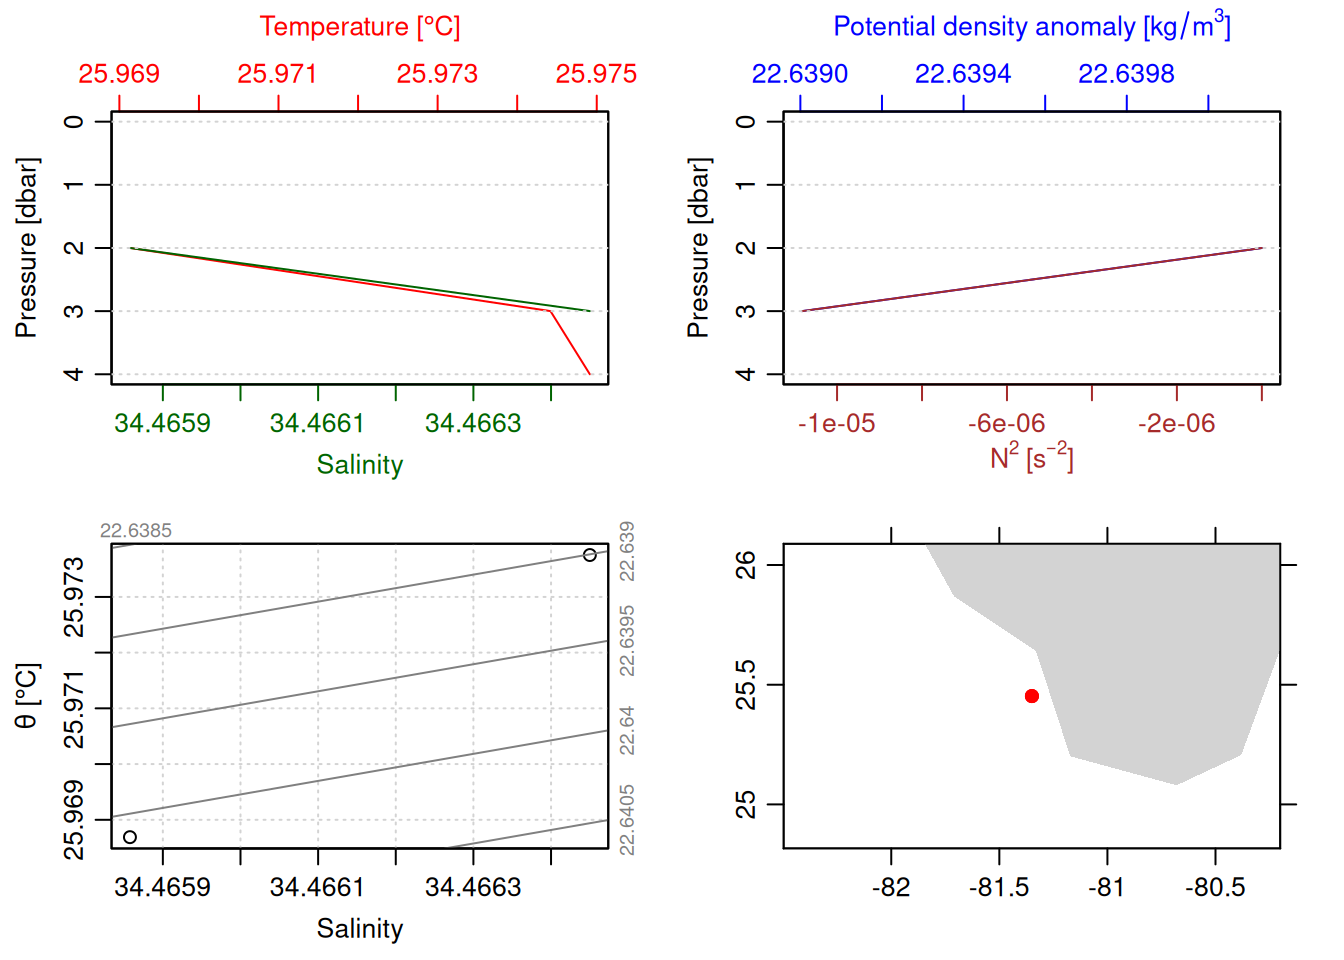 Temperature [°C]
25.969 25.971 25.973 25.975
0
1
2
3
4
Pressure [dbar]
34.4659 34.4661 34.4663
Salinity
Potential density anomaly [kg/m³]
22.6390 22.6394 22.6398
0
1
2
3
4
Pressure [dbar]
-1e-05 -6e-06 -2e-06
N² [s⁻²]
22.6385
22.639
22.6395
22.64
22.6405
25.973
25.971
25.969
θ [°C]
34.4659 34.4661 34.4663
Salinity
26
25.5
25
-82 -81.5 -81 -80.5